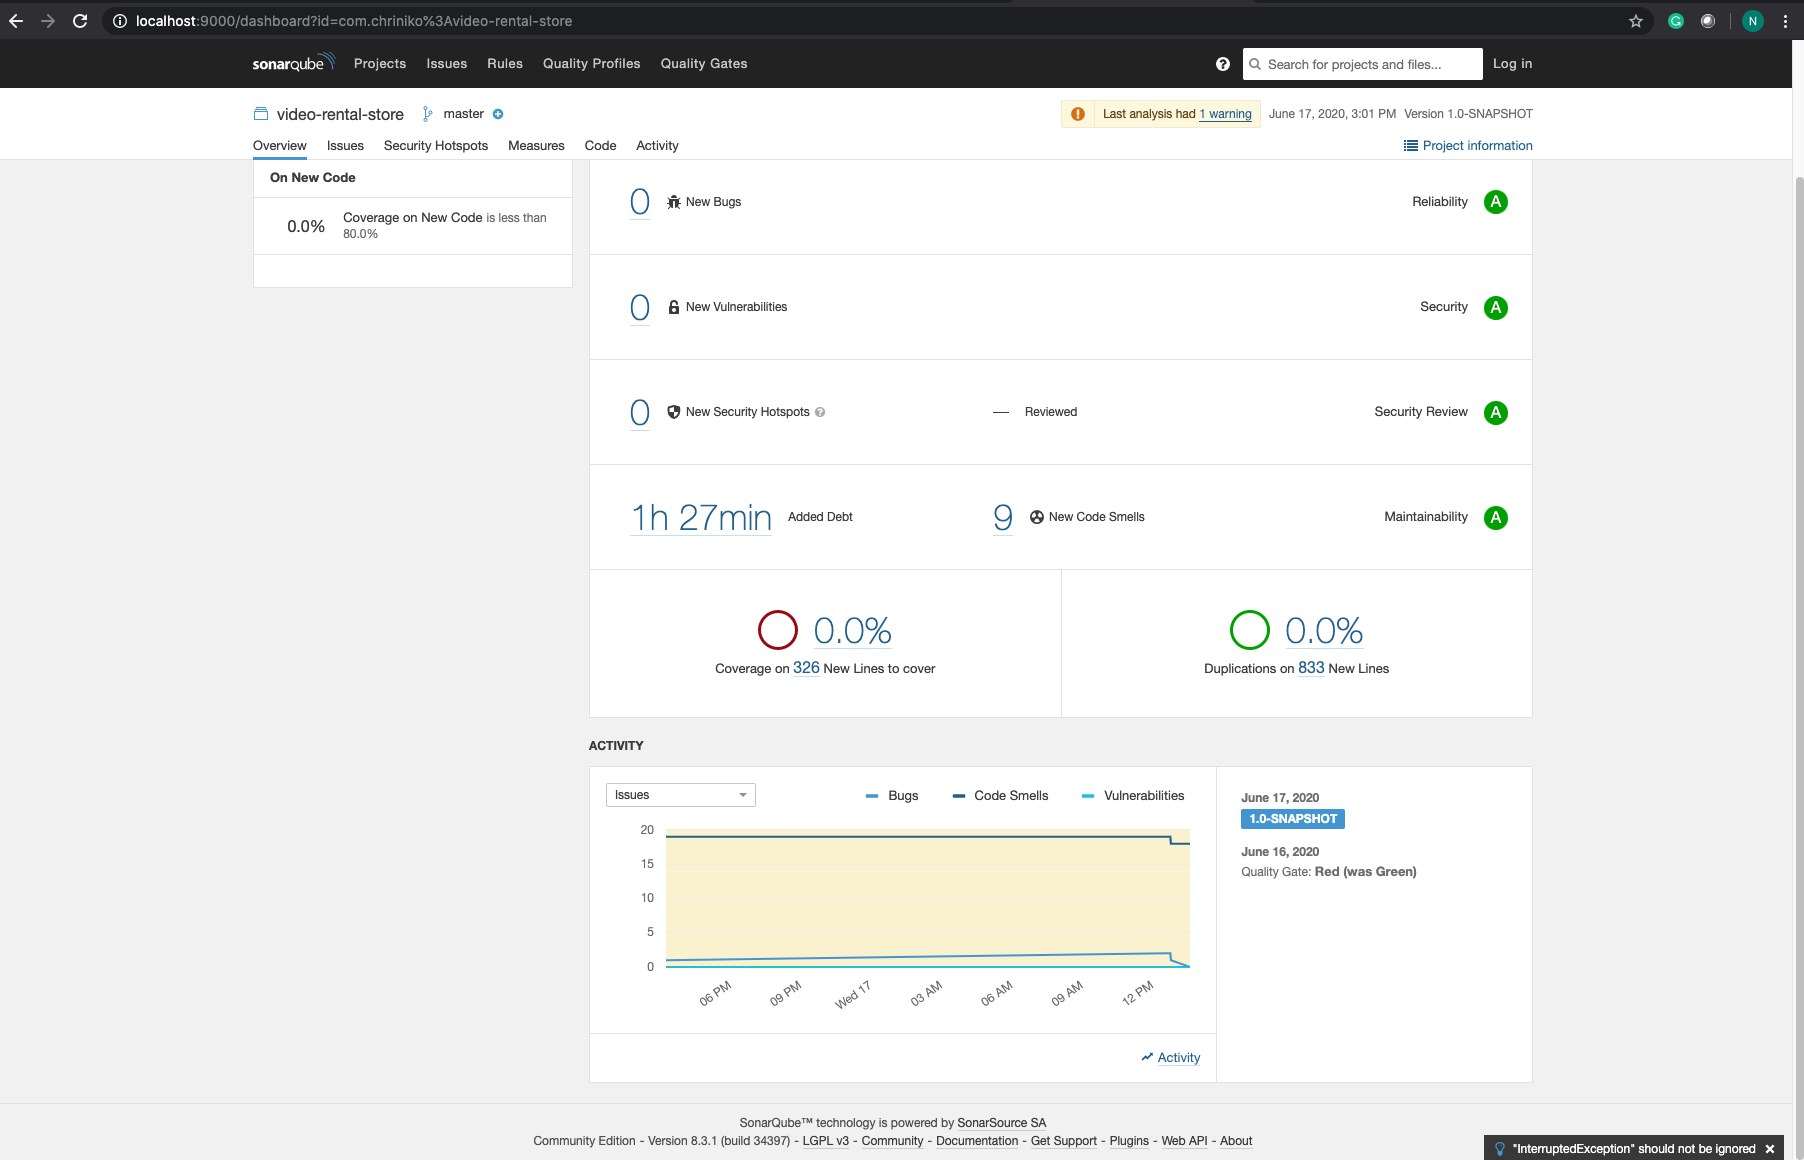 localhost:9000/dashboard?id=com.chriniko%3Avideo-rental-store
N
sonarqube Projects Issues Rules Quality Profiles Quality Gates
Search for projects and files... Log in
video-rental-store master
Last analysis had 1 warning June 17, 2020, 3:01 PM Version 1.0-SNAPSHOT
Overview Issues Security Hotspots Measures Code Activity
Project information
On New Code
0.0% Coverage on New Code is less than
80.0%
0 New Bugs Reliability A
0 New Vulnerabilities Security A
0 New Security Hotspots ? — Reviewed Security Review A
1h 27min Added Debt 9 New Code Smells Maintainability A
0.0%
Coverage on 326 New Lines to cover
0.0%
Duplications on 833 New Lines
ACTIVITY
Issues
Bugs Code Smells Vulnerabilities
20
15
10
5
0
06 PM 09 PM Wed 17 03 AM 06 AM 09 AM 12 PM
Activity
June 17, 2020
1.0-SNAPSHOT
June 16, 2020
Quality Gate: Red (was Green)
SonarQube™ technology is powered by SonarSource SA
Community Edition - Version 8.3.1 (build 34397) - LGPL v3 - Community - Documentation - Get Support - Plugins - Web API - About
"InterruptedException" should not be ignored